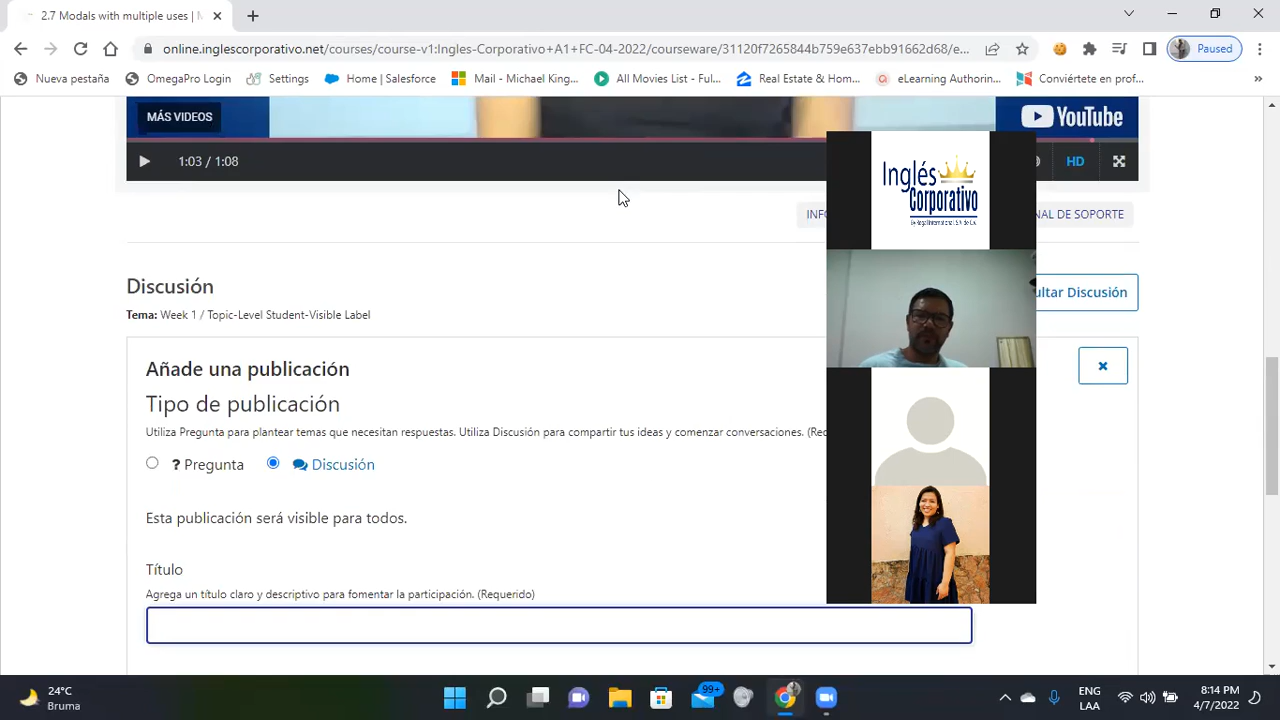 2.7 Modals with multiple uses | M
online.inglescorporativo.net/courses/course-v1:Ingles-Corporativo+A1+FC-04-2022/courseware/31120f7265844b759e637ebb91662d68/e...
Paused
Nueva pestaña
OmegaPro Login
Settings
Home | Salesforce
Mail - Michael King...
All Movies List - Ful...
Real Estate & Hom...
eLearning Authorin...
Conviértete en prof...
»
MÁS VIDEOS
YouTube
1:03 / 1:08
HD
Inglés
Corporativo
INFO
NAL DE SOPORTE
Discusión
ultar Discusión
Tema: Week 1 / Topic-Level Student-Visible Label
Añade una publicación
Tipo de publicación
Utiliza Pregunta para plantear temas que necesitan respuestas. Utiliza Discusión para compartir tus ideas y comenzar conversaciones. (Req
? Pregunta
Discusión
Esta publicación será visible para todos.
Título
Agrega un título claro y descriptivo para fomentar la participación. (Requerido)
24°C
Bruma
99+
ENG
LAA
8:14 PM
4/7/2022